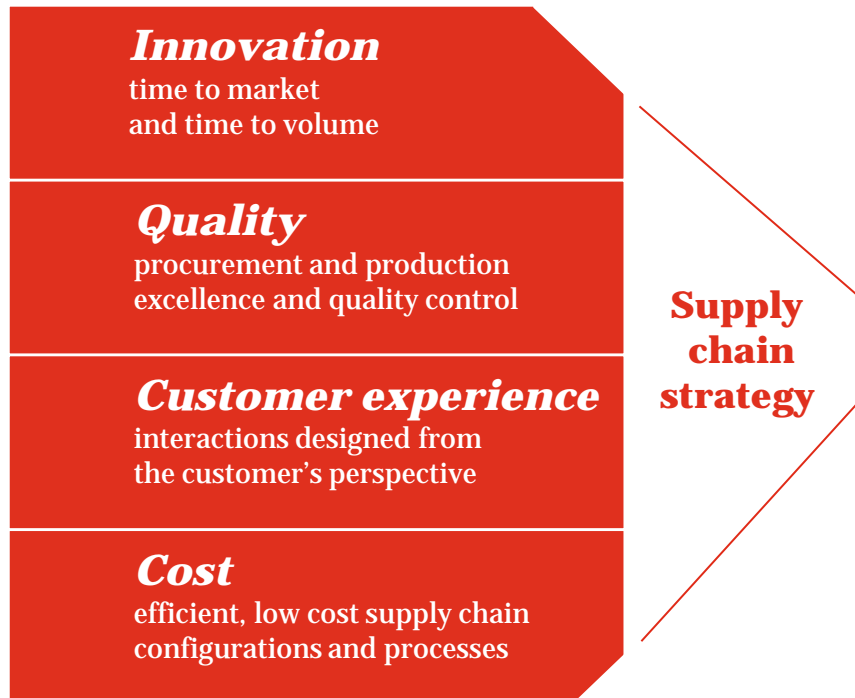 Innovation
time to market
and time to volume
Quality
procurement and production
excellence and quality control
Customer experience
interactions designed from
the customer’s perspective
Cost
efficient, low cost supply chain
configurations and processes
Supply
chain
strategy